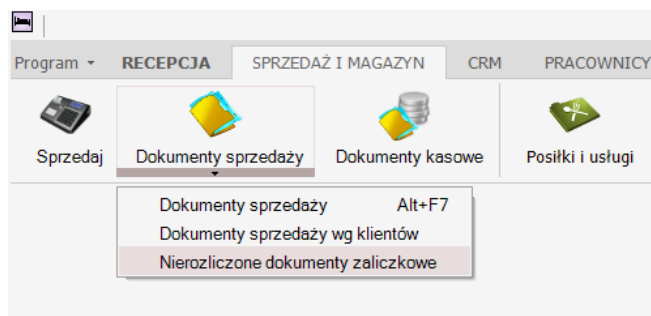 Program RECEPCJA SPRZEDAŻ I MAGAZYN CRM PRACOWNICY
Sprzedaj Dokumenty sprzedaży Dokumenty kasowe Posiłki i usługi
Dokumenty sprzedaży Alt+F7
Dokumenty sprzedaży wg klientów
Nierozliczone dokumenty zaliczkowe